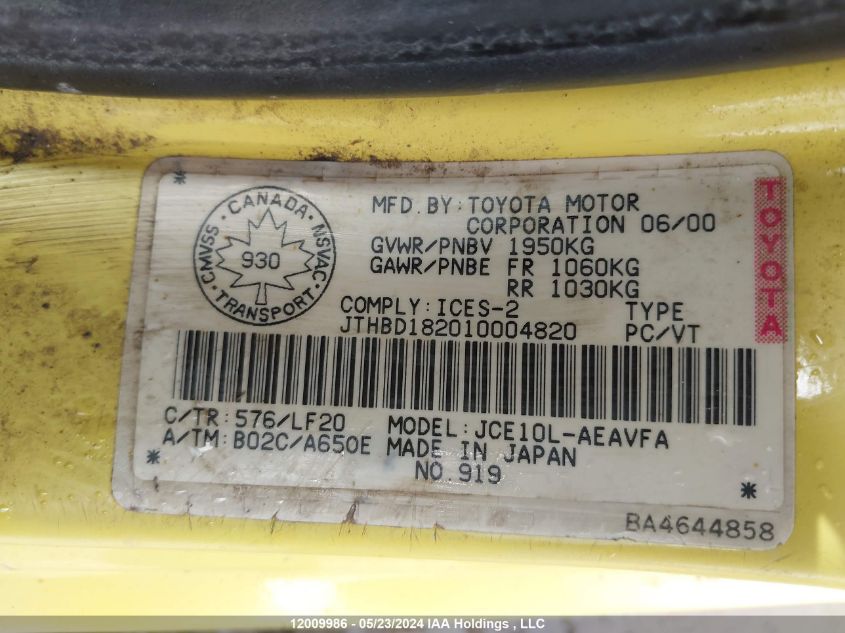 CANADA
CMVSS 930 NSVAC
TRANSPORT
MFD.BY:TOYOTA MOTOR
CORPORATION 06/00
GVWR/PNBV 1950KG
GAWR/PNBE FR 1060KG
RR 1030KG
COMPLY:ICES-2 TYPE
JTHBD182010004820 PC/VT
TOYOTA
C/TR:576/LF20 MODEL:JCE10L-AEAVFA
A/TM:B02C/A650E MADE IN JAPAN
NO.919
BA4644858
12009986 - 05/23/2024 IAA Holdings , LLC